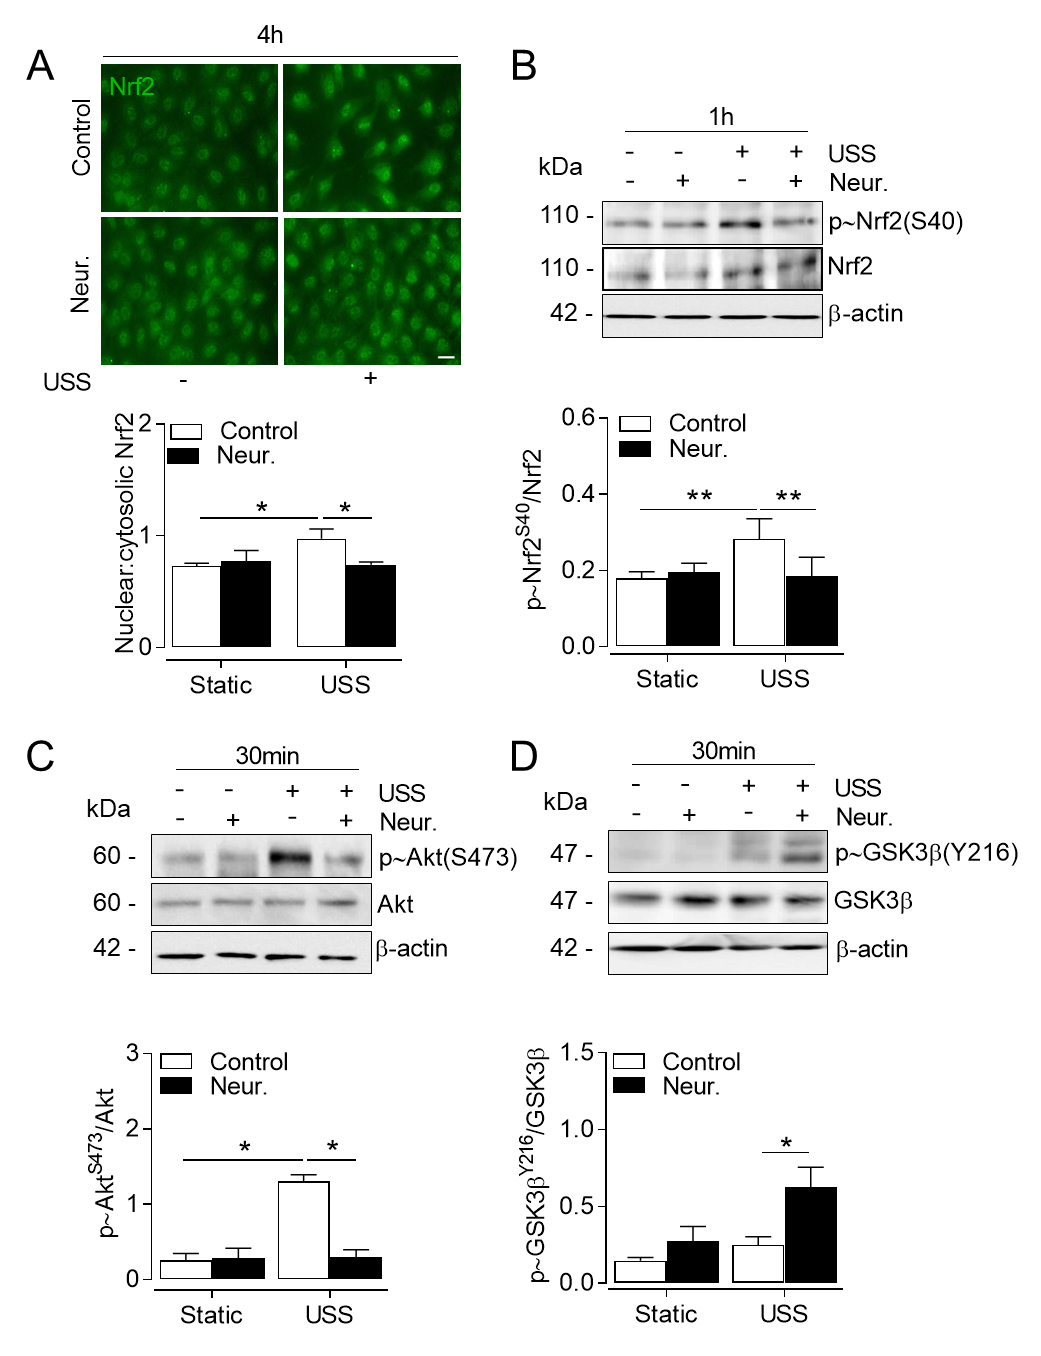 A
4h
Nrf2
Control
Neur.
USS - +
Nuclear:cytosolic Nrf2
2
1
0
Control
Neur.
* *
Static USS
B
1h
kDa
- - + + USS
- + - + Neur.
110 - p~Nrf2(S40)
110 - Nrf2
42 - β-actin
p~Nrf2S40/Nrf2
0.6
0.4
0.2
0.0
Control
Neur.
** **
Static USS
C
30min
kDa
- - + + USS
- + - + Neur.
60 - p~Akt(S473)
60 - Akt
42 - β-actin
p~AktS473/Akt
3
2
1
0
Control
Neur.
* *
Static USS
D
30min
kDa
- - + + USS
- + - + Neur.
47 - p~GSK3β(Y216)
47 - GSK3β
42 - β-actin
p~GSK3βY216/GSK3β
1.5
1.0
0.5
0.0
Control
Neur.
*
Static USS